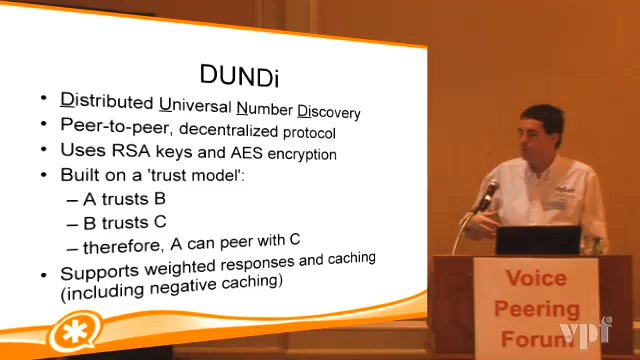 DUNDi
• Distributed Universal Number Discovery
• Peer-to-peer, decentralized protocol
• Uses RSA keys and AES encryption
• Built on a 'trust model':
– A trusts B
– B trusts C
– therefore, A can peer with C
• Supports weighted responses and caching
(including negative caching)
Voice
Peering
Forum
vpf